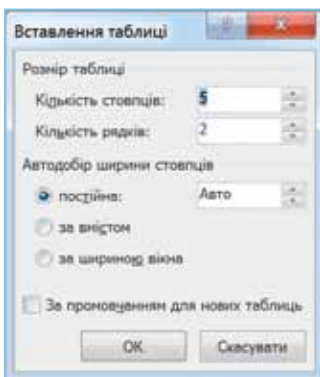 Вставлення таблиці
Розмір таблиці
Кількість стовпців: 5
Кількість рядків: 2
Автодобір ширини стовпців
постійна: Авто
за вмістом
за шириною вікна
За промовчанням для нових таблиць
ОК
Скасувати